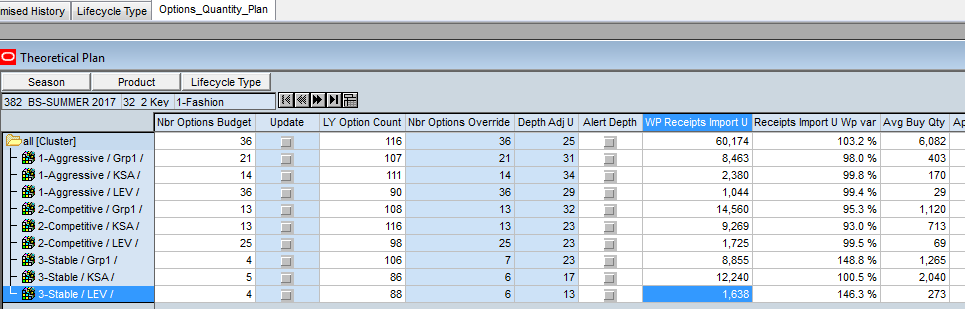 mised History Lifecycle Type Options_Quantity_Plan
Theoretical Plan
Season Product Lifecycle Type
382 BS-SUMMER 2017 32 2 Key 1-Fashion
Nbr Options Budget Update LY Option Count Nbr Options Override Depth Adj U Alert Depth WP Receipts Import U Receipts Import U Wp var Avg Buy Qty Ap
all [Cluster] 36 116 36 25 60,174 103.2 % 6,082
1-Aggressive / Grp1 / 21 107 21 31 8,463 98.0 % 403
1-Aggressive / KSA / 14 111 14 34 2,380 99.8 % 170
1-Aggressive / LEV / 36 90 36 29 1,044 99.4 % 29
2-Competitive / Grp1 / 13 108 13 32 14,560 95.3 % 1,120
2-Competitive / KSA / 13 116 13 23 9,269 93.0 % 713
2-Competitive / LEV / 25 98 25 23 1,725 99.5 % 69
3-Stable / Grp1 / 4 106 7 23 8,855 148.8 % 1,265
3-Stable / KSA / 5 86 6 17 12,240 100.5 % 2,040
3-Stable / LEV / 4 88 6 13 1,638 146.3 % 273